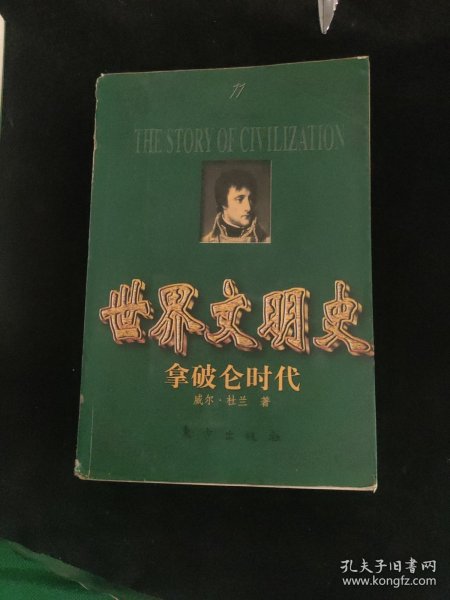 11
THE STORY OF CIVILIZATION
世界文明史
拿破仑时代
威尔·杜兰 著
东方出版社
孔夫子旧书网
www.kongfz.com